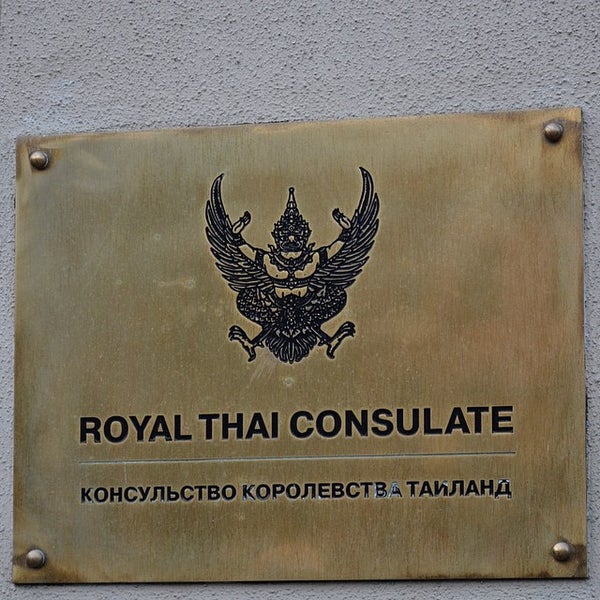 ROYAL THAI CONSULATE
КОНСУЛЬСТВО КОРОЛЕВСТВА ТАИЛАНД